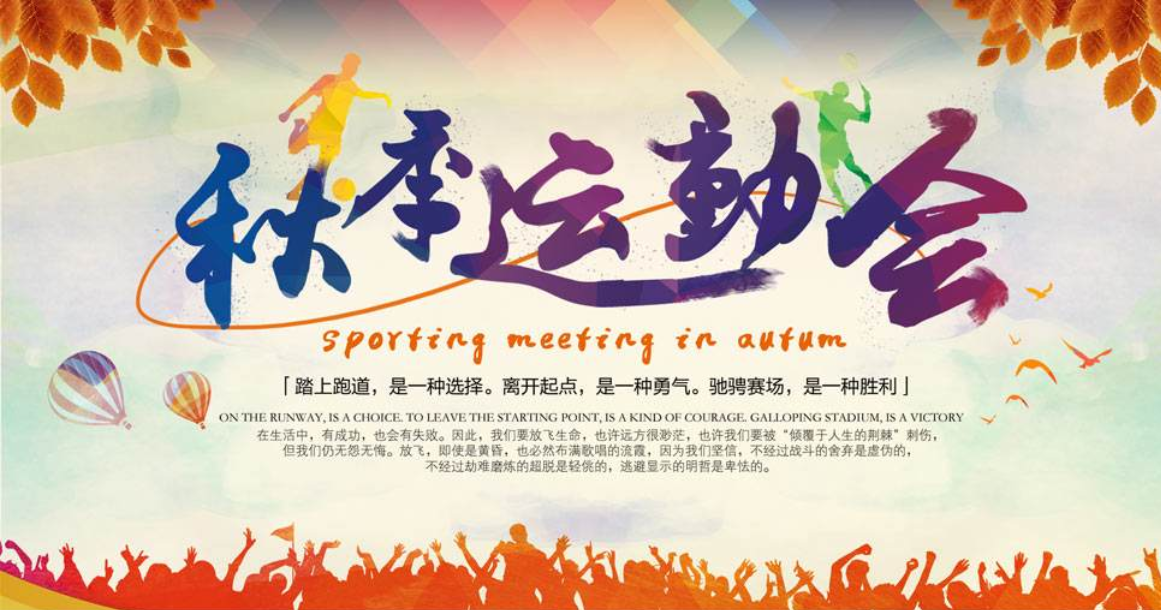 秋季运动会
sporting meeting in autum
「踏上跑道，是一种选择。离开起点，是一种勇气。驰骋赛场，是一种胜利」
ON THE RUNWAY, IS A CHOICE. TO LEAVE THE STARTING POINT, IS A KIND OF COURAGE. GALLOPING STADIUM, IS A VICTORY
在生活中，有成功，也会有失败。因此，我们要放飞生命，也许远方很渺茫，也许我们要被“倾覆于人生的荆棘”刺伤，
但我们仍无怨无悔。放飞，即使是黄昏，也必然布满歌唱的流霞，因为我们坚信，不经过战斗的舍弃是虚伪的，
不经过劫难磨炼的超脱是轻佻的，逃避显示的明哲是卑怯的。